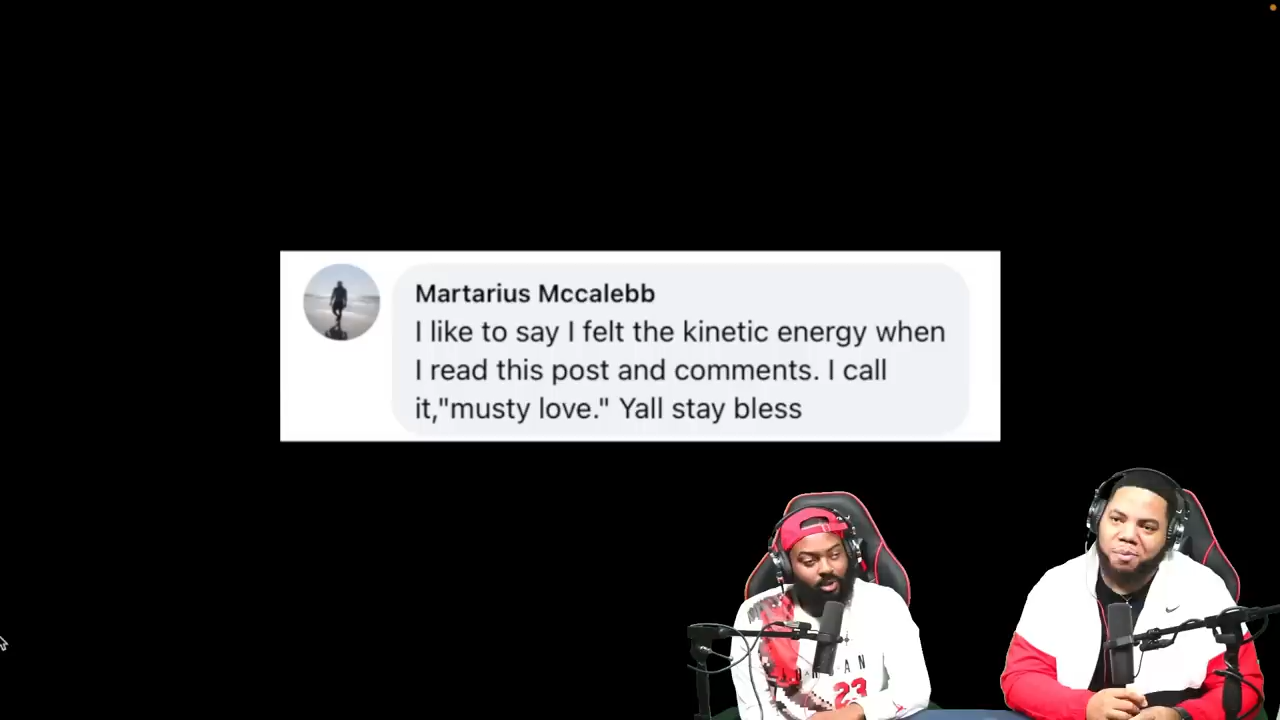 Martarius Mccalebb
I like to say I felt the kinetic energy when
I read this post and comments. I call
it,"musty love." Yall stay bless
23